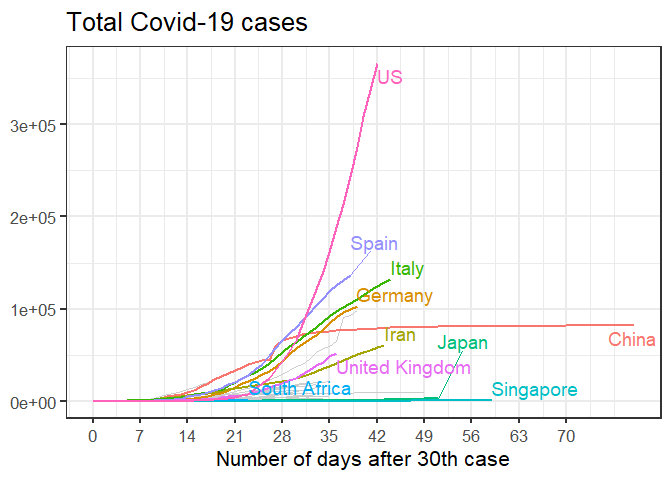 Total Covid-19 cases
US
3e+05
Spain
2e+05
Italy
Germany
1e+05
Iran
Japan
China
United Kingdom
South Africa
Singapore
0e+00
0 7 14 21 28 35 42 49 56 63 70
Number of days after 30th case